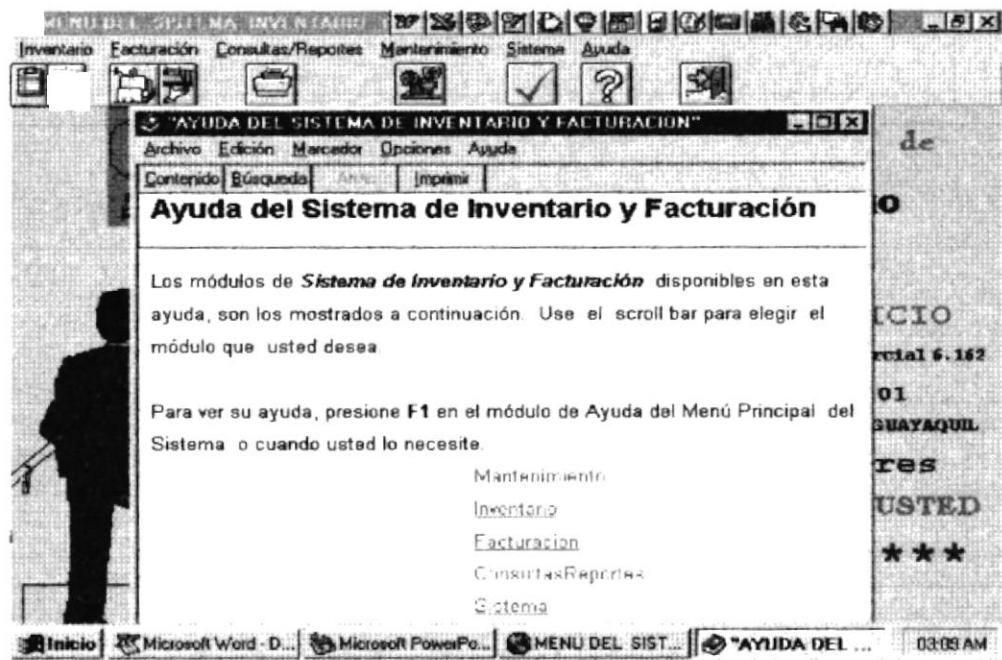 MENU DEL SISTEMA INVENTARIO
Inventario Facturación Consultas/Reportes Mantenimiento Sistema Ayuda
"AYUDA DEL SISTEMA DE INVENTARIO Y FACTURACION"
Archivo Edición Marcador Opciones Ayuda
Contenido Búsqueda Atrás Imprimir
de
Ayuda del Sistema de Inventario y Facturación
Los módulos de Sistema de Inventario y Facturación disponibles en esta
ayuda, son los mostrados a continuación. Use el scroll bar para elegir el
módulo que usted desea.
ICIO
rcial 6.162
01
GUAYAQUIL
Para ver su ayuda, presione F1 en el módulo de Ayuda del Menú Principal del
Sistema o cuando usted lo necesite.
res
USTED
***
Mantenimiento
Inventario
Facturacion
ConsultasReportes
Sistema
Inicio Microsoft Word - D... Microsoft PowerPo... MENU DEL SIST... "AYUDA DEL ... 03:09 AM